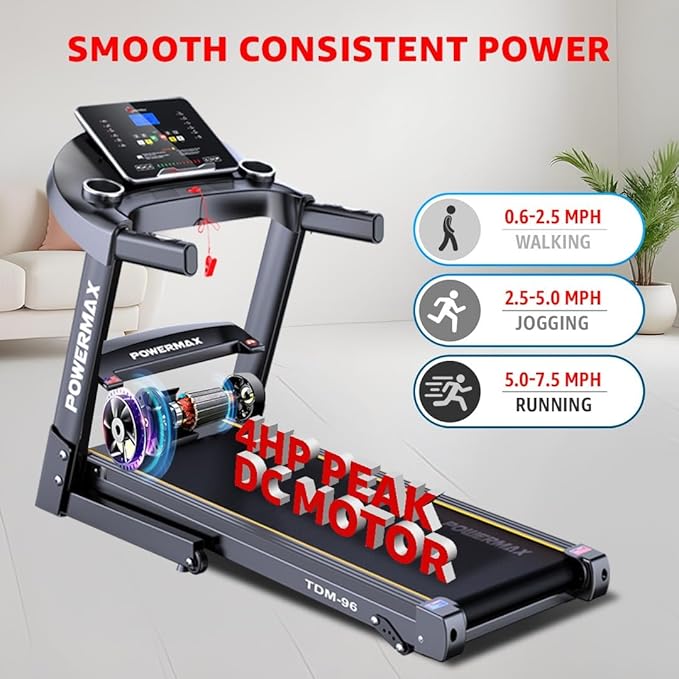 SMOOTH CONSISTENT POWER
0.6-2.5 MPH
WALKING
2.5-5.0 MPH
JOGGING
5.0-7.5 MPH
RUNNING
POWERMAX
POWERMAX
4HP PEAK
DC MOTOR
POWERMAX
TDM-96